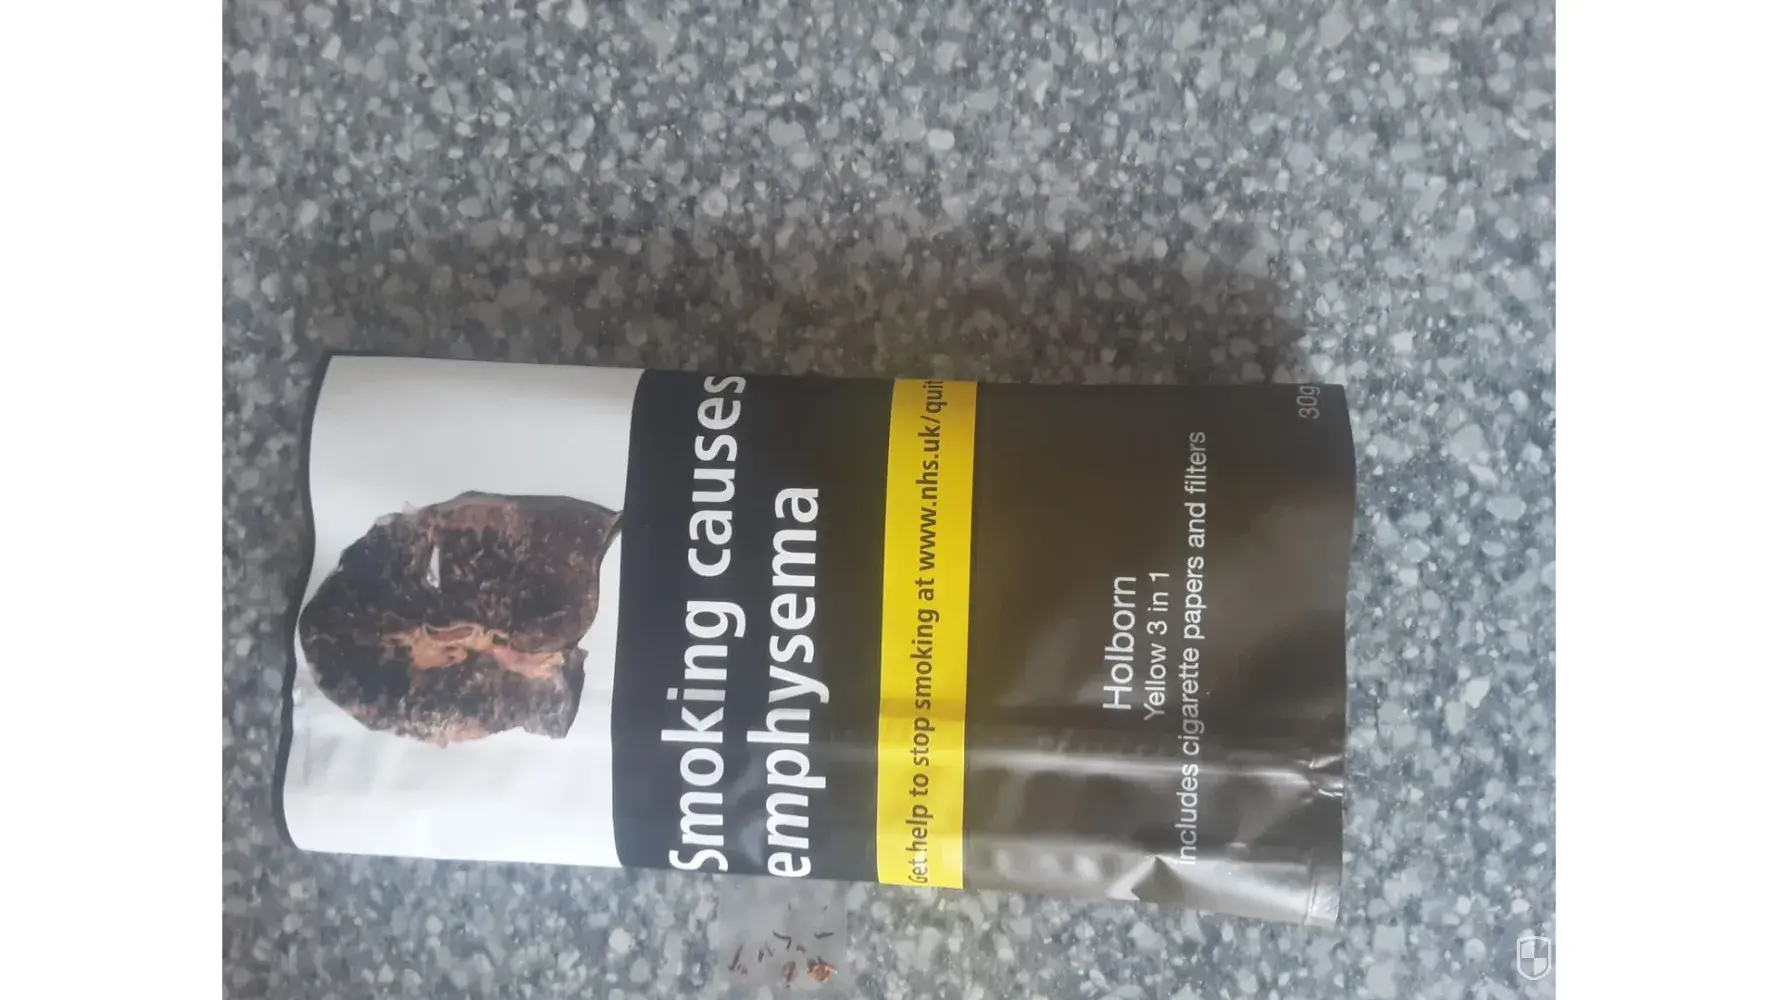 Smoking causes
emphysema
Get help to stop smoking at www.nhs.uk/quit
Holborn
Yellow 3 in 1
includes cigarette papers and filters
30g